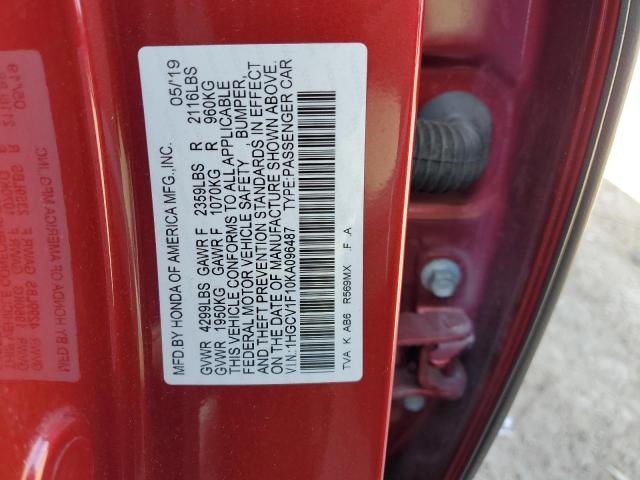 MFD.BY HONDA OF AMERICA MFG.,INC. 05/19
GVWR 4299LBS GAWR F 2359LBS R 2116LBS
GVWR 1950KG GAWR F 1070KG R 960KG
THIS VEHICLE CONFORMS TO ALL APPLICABLE
FEDERAL MOTOR VEHICLE SAFETY, BUMPER,
AND THEFT PREVENTION STANDARDS IN EFFECT
ON THE DATE OF MANUFACTURE SHOWN ABOVE.
V.I.N.:1HGCV1F10KA098487 TYPE:PASSENGER CAR
TVA K AB6 R569MX F A